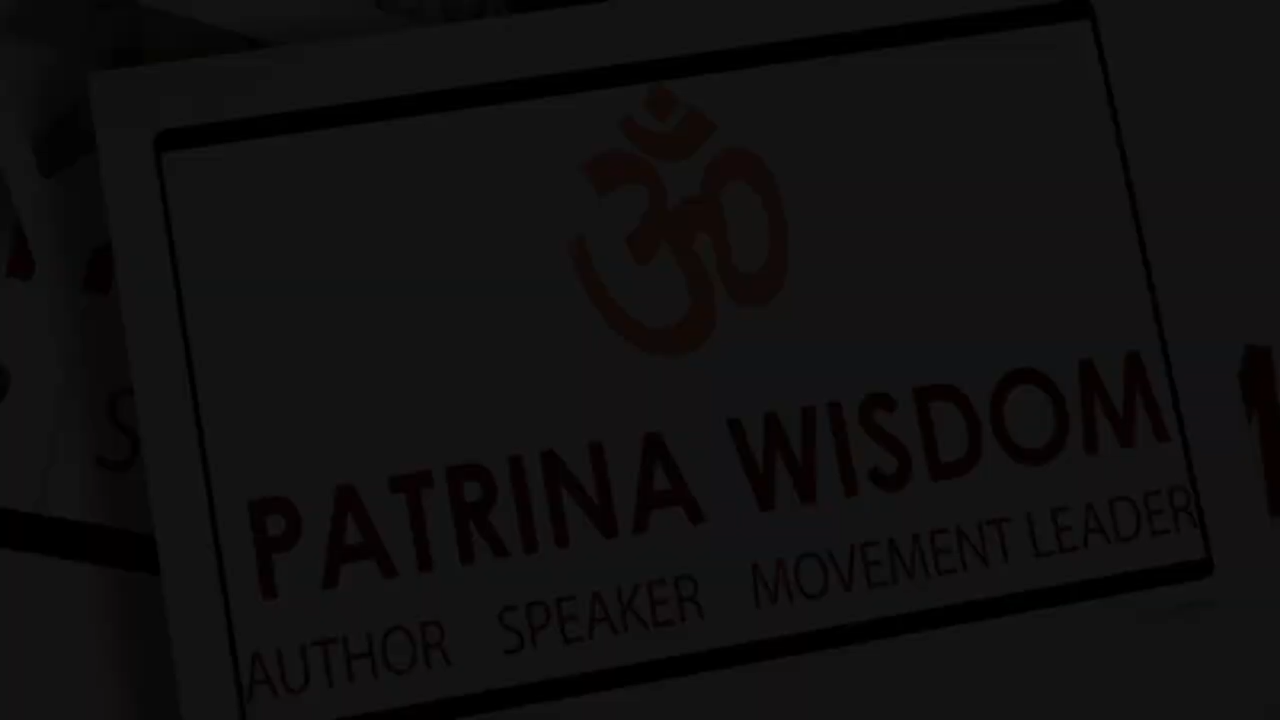 ॐ
PATRINA WISDOM
AUTHOR SPEAKER MOVEMENT LEADER